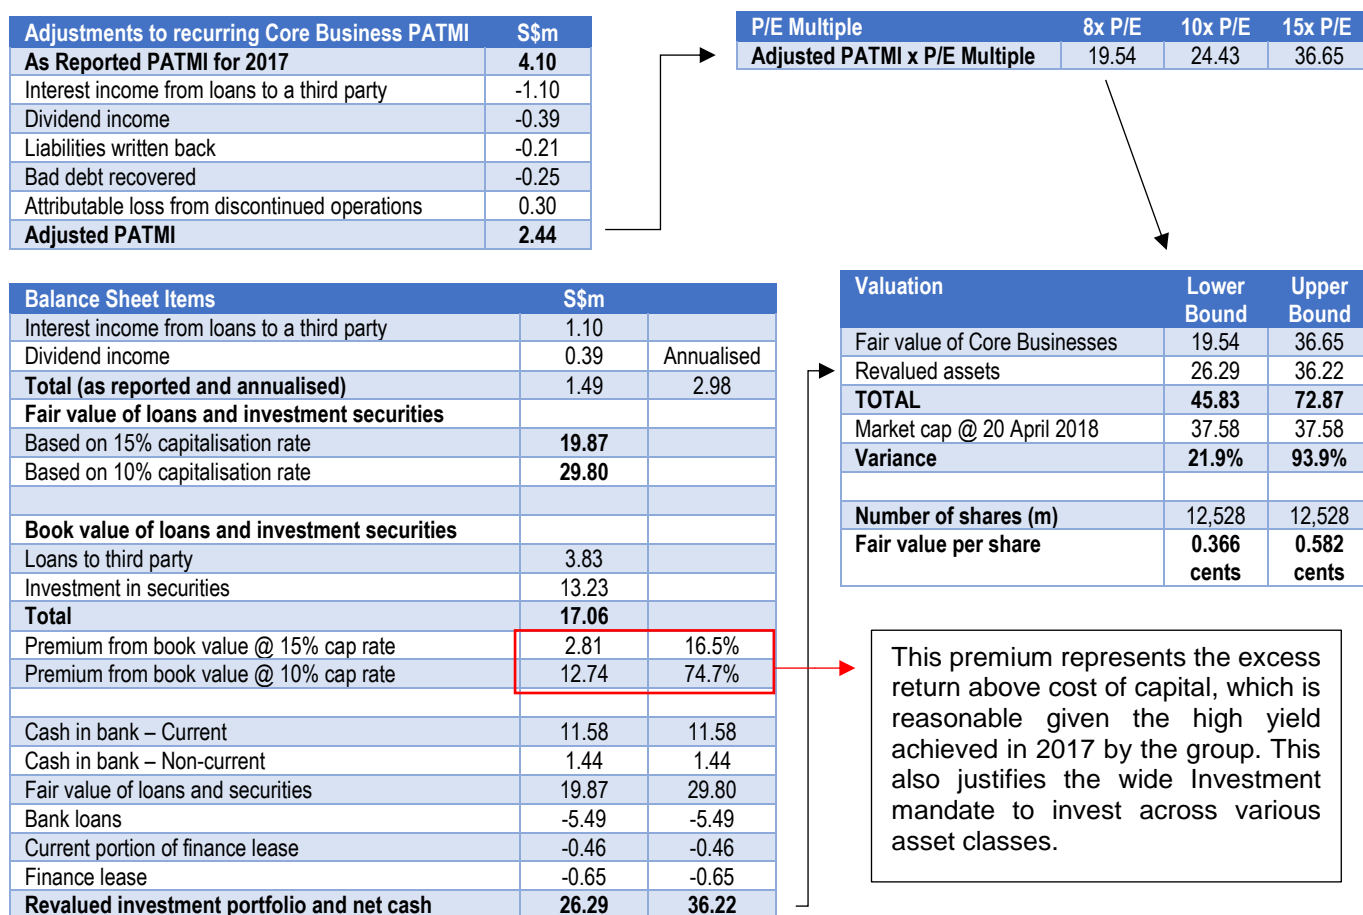 Adjustments to recurring Core Business PATMI S$m
As Reported PATMI for 2017 4.10
Interest income from loans to a third party -1.10
Dividend income -0.39
Liabilities written back -0.21
Bad debt recovered -0.25
Attributable loss from discontinued operations 0.30
Adjusted PATMI 2.44
P/E Multiple 8x P/E 10x P/E 15x P/E
Adjusted PATMI x P/E Multiple 19.54 24.43 36.65
Balance Sheet Items S$m
Interest income from loans to a third party 1.10
Dividend income 0.39 Annualised
Total (as reported and annualised) 1.49 2.98
Fair value of loans and investment securities
Based on 15% capitalisation rate 19.87
Based on 10% capitalisation rate 29.80
Book value of loans and investment securities
Loans to third party 3.83
Investment in securities 13.23
Total 17.06
Premium from book value @ 15% cap rate 2.81 16.5%
Premium from book value @ 10% cap rate 12.74 74.7%
Cash in bank – Current 11.58 11.58
Cash in bank – Non-current 1.44 1.44
Fair value of loans and securities 19.87 29.80
Bank loans -5.49 -5.49
Current portion of finance lease -0.46 -0.46
Finance lease -0.65 -0.65
Revalued investment portfolio and net cash 26.29 36.22
Valuation Lower Upper
Bound Bound
Fair value of Core Businesses 19.54 36.65
Revalued assets 26.29 36.22
TOTAL 45.83 72.87
Market cap @ 20 April 2018 37.58 37.58
Variance 21.9% 93.9%
Number of shares (m) 12,528 12,528
Fair value per share 0.366 0.582
cents cents
This premium represents the excess
return above cost of capital, which is
reasonable given the high yield
achieved in 2017 by the group. This
also justifies the wide Investment
mandate to invest across various
asset classes.